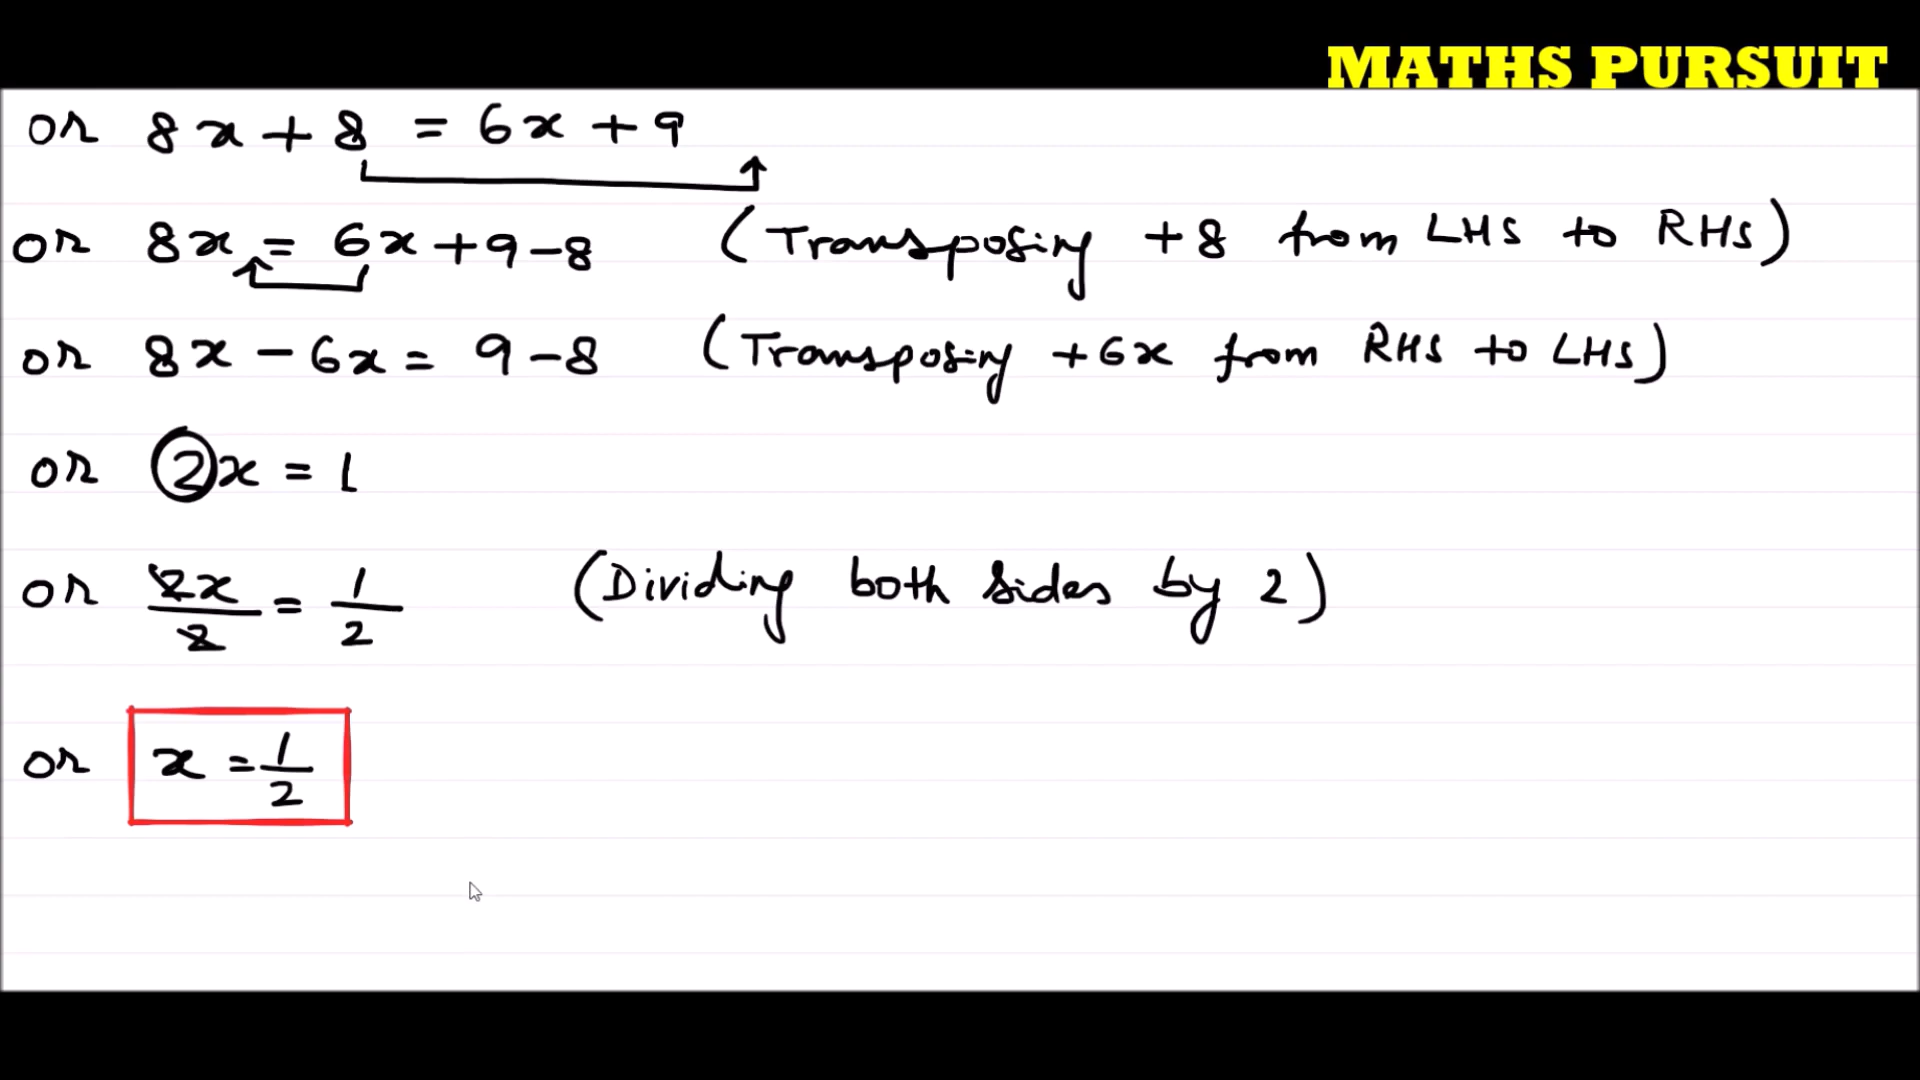 MATHS PURSUIT
or 8x + 8 = 6x + 9
or 8x = 6x + 9 - 8 (Transposing +8 from LHS to RHS)
or 8x - 6x = 9 - 8 (Transposing +6x from RHS to LHS)
or 2x = 1
or 2x/2 = 1/2 (Dividing both sides by 2)
or x = 1/2